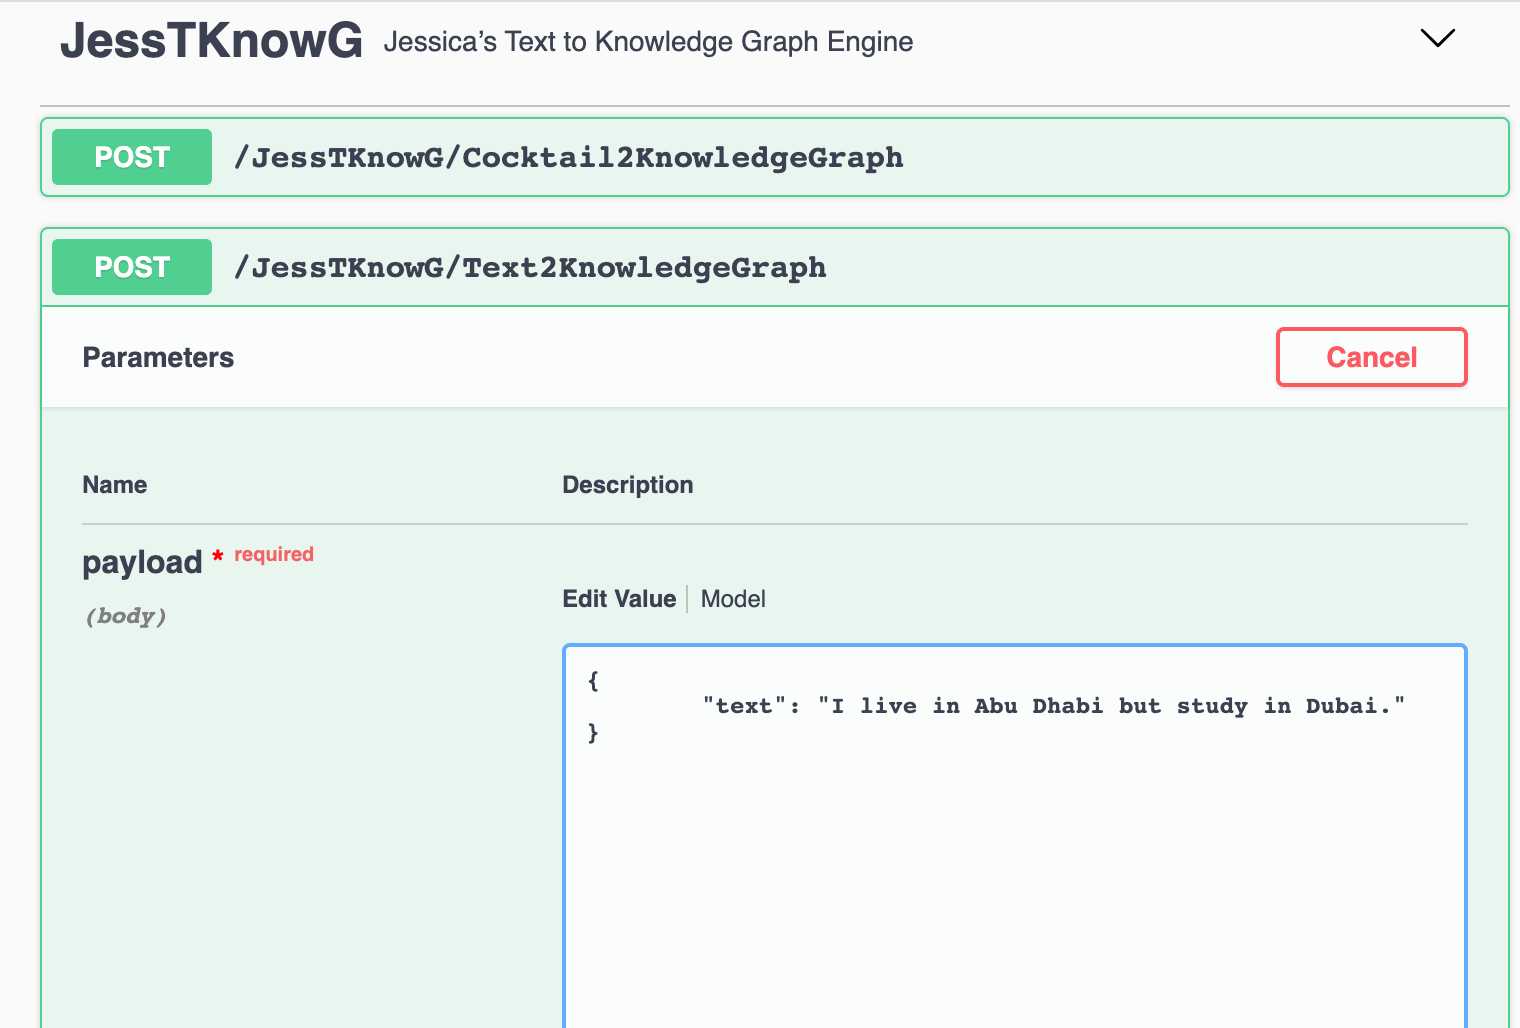 JessTKnowG Jessica’s Text to Knowledge Graph Engine
POST /JessTKnowG/Cocktail2KnowledgeGraph
POST /JessTKnowG/Text2KnowledgeGraph
Parameters Cancel
Name Description
payload * required
(body)
Edit Value Model
{
"text": "I live in Abu Dhabi but study in Dubai."
}